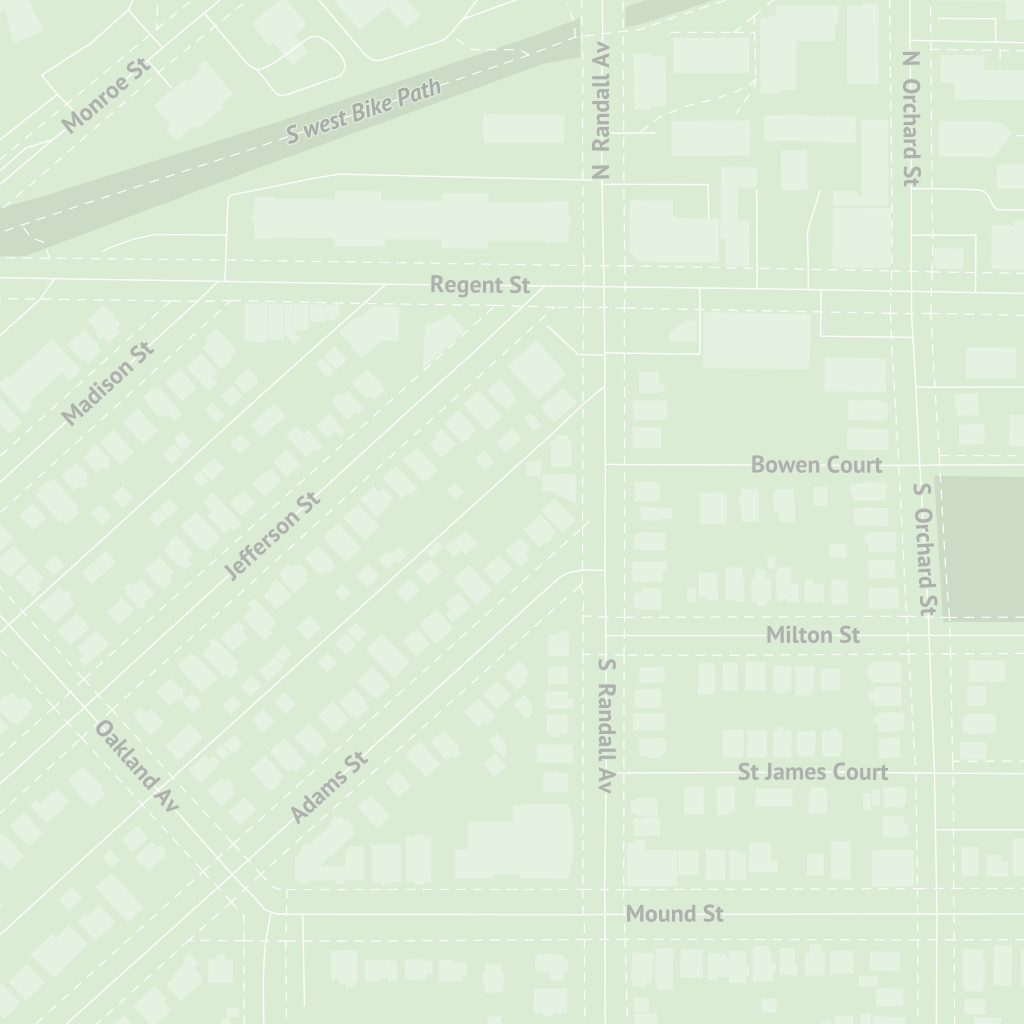 Monroe St
S west Bike Path
N Randall Av
N Orchard St
Regent St
Madison St
Bowen Court
Jefferson St
S Orchard St
Milton St
S Randall Av
Oakland Av
Adams St
St James Court
Mound St